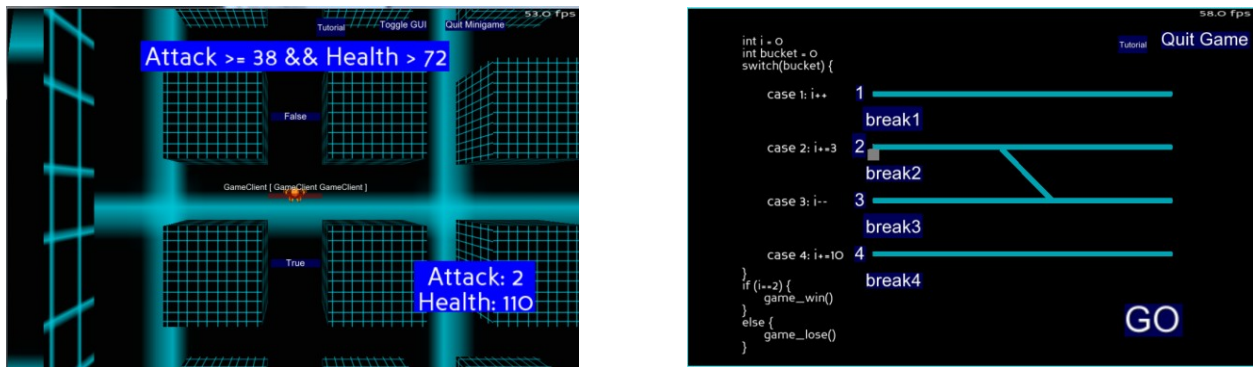 53.0 fps
Tutorial
Toggle GUI
Quit Minigame
Attack >= 38 && Health > 72
False
GameClient [ GameClient GameClient ]
True
Attack: 2
Health: 110
58.0 fps
Tutorial
Quit Game
int i = 0
int bucket = 0
switch(bucket) {
case 1: i++
1
break1
case 2: i+=3
2
break2
case 3: i--
3
break3
case 4: i+=10
4
break4
}
if (i==2) {
game_win()
}
else {
game_lose()
}
GO